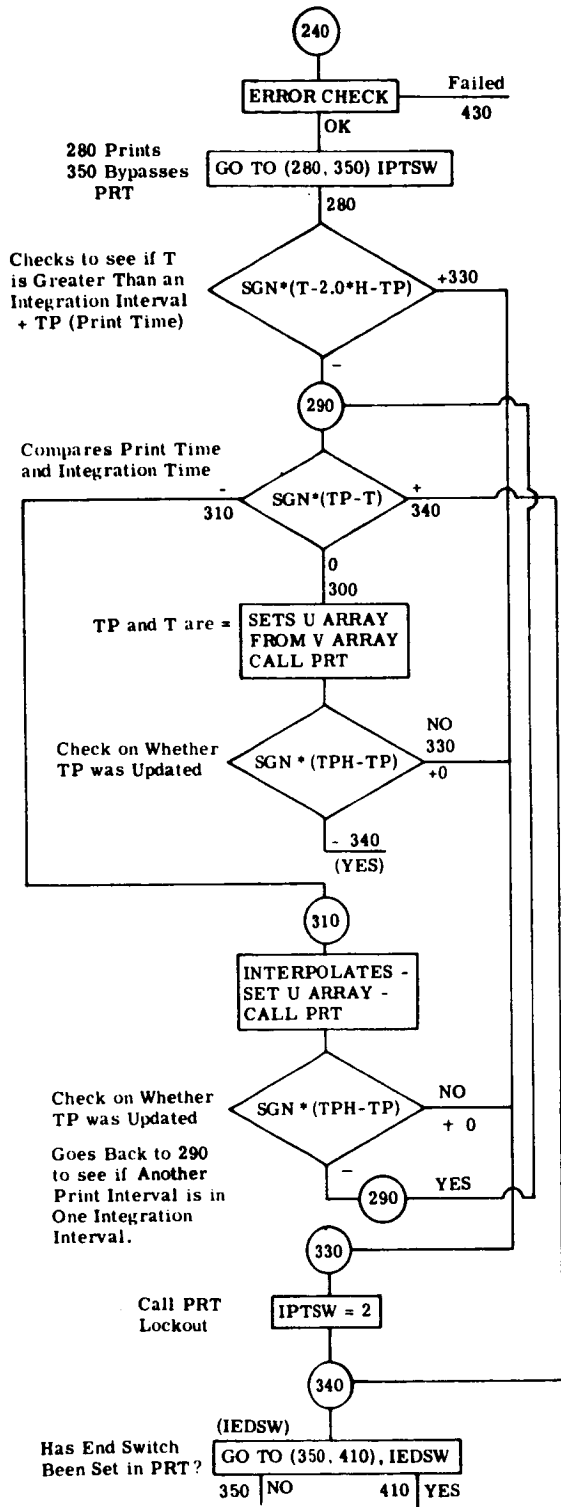 240
ERROR CHECK
Failed
430
OK
280 Prints
350 Bypasses
PRT
GO TO (280, 350) IPTSW
280
Checks to see if T
is Greater Than an
Integration Interval
+ TP (Print Time)
SGN*(T-2.0*H-TP)
+330
-
290
Compares Print Time
and Integration Time
-
310
SGN*(TP-T)
+
340
0
300
TP and T are =
SETS U ARRAY
FROM V ARRAY
CALL PRT
Check on Whether
TP was Updated
SGN * (TPH-TP)
NO
330
+0
- 340
(YES)
310
INTERPOLATES -
SET U ARRAY -
CALL PRT
Check on Whether
TP was Updated
SGN * (TPH-TP)
NO
+ 0
Goes Back to 290
to see if Another
Print Interval is in
One Integration
Interval.
-
290
YES
330
Call PRT
Lockout
IPTSW = 2
340
(IEDSW)
Has End Switch
Been Set in PRT?
GO TO (350, 410), IEDSW
350 NO
410 YES